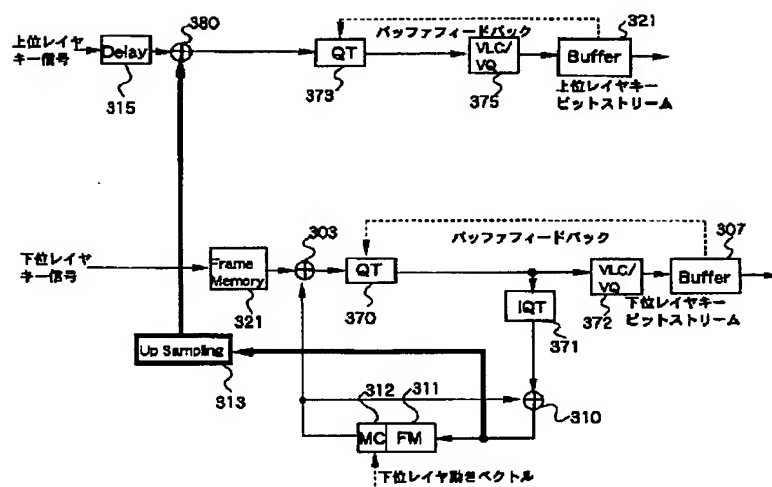 上位レイヤ
キー信号
Delay
315
380
QT
373
バッファフィードバック
VLC/
VQ
375
321
Buffer
上位レイヤキー
ビットストリーム
下位レイヤ
キー信号
Frame
Memory
321
303
QT
370
バッファフィードバック
IQT
371
VLC/
VQ
372
307
Buffer
下位レイヤキー
ビットストリーム
Up Sampling
313
312
311
MC
FM
310
下位レイヤ動きベクトル